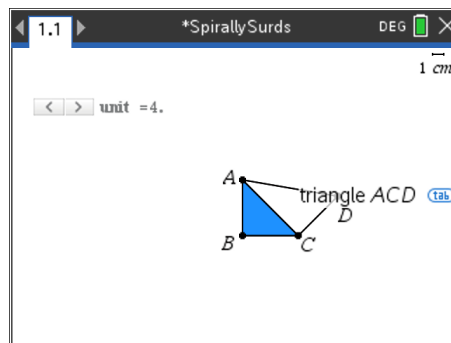 1.1 *SpirallySurds DEG
1 cm
< > unit =4.
A
triangle ACD tab
D
B C